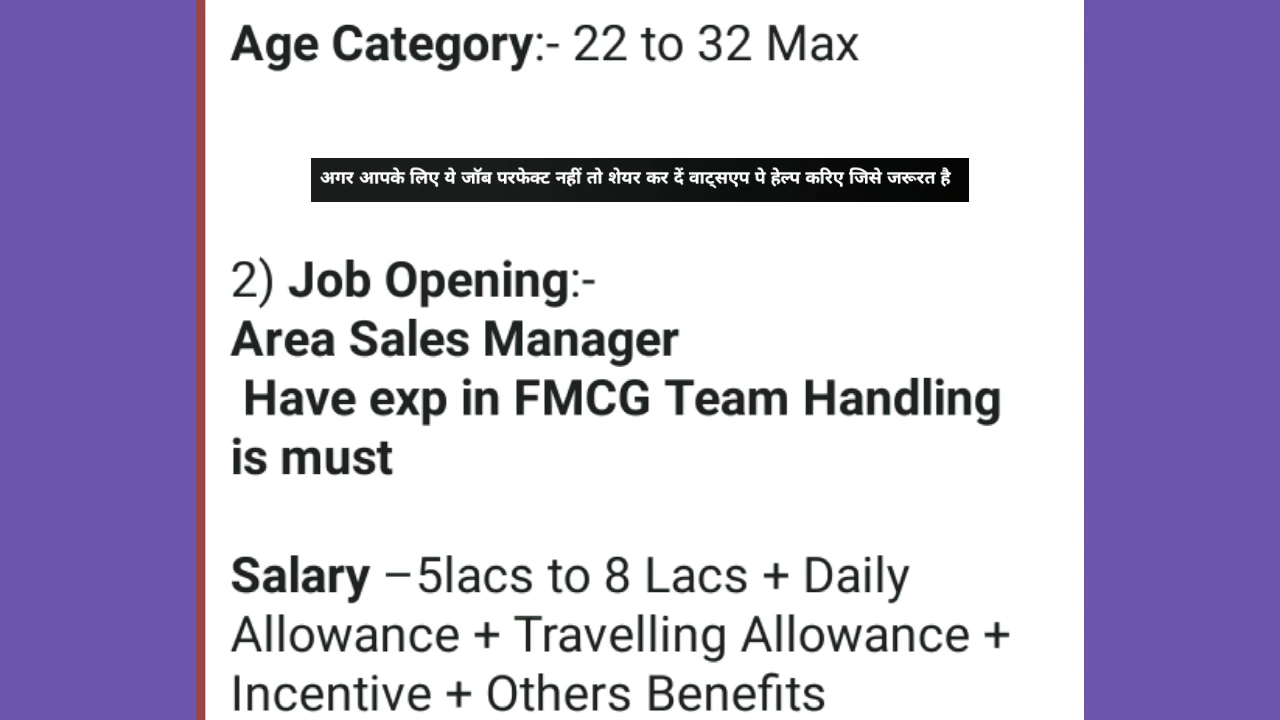 Age Category:- 22 to 32 Max
अगर आपके लिए ये जॉब परफेक्ट नहीं तो शेयर कर दें वाट्सएप पे हेल्प करिए जिसे जरूरत है
2) Job Opening:-
Area Sales Manager
Have exp in FMCG Team Handling
is must
Salary –5lacs to 8 Lacs + Daily
Allowance + Travelling Allowance +
Incentive + Others Benefits